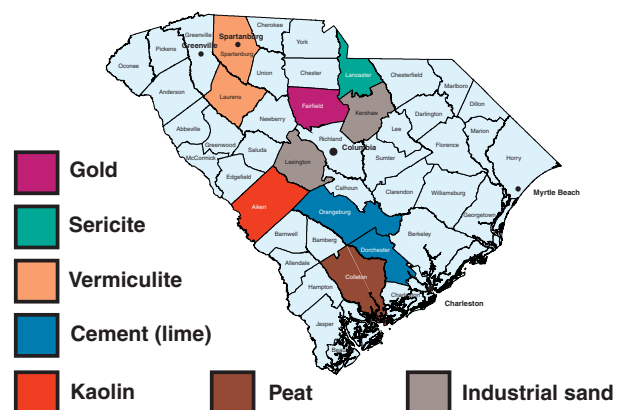 Cherokee
Greenville
Spartanburg
York
Pickens
Greenville
Spartanburg
Oconee
Union
Chester
Lancaster
Chesterfield
Marlboro
Anderson
Laurens
Fairfield
Kershaw
Darlington
Dillon
Abbeville
Newberry
Lee
Marion
Greenwood
Richland
Columbia
Florence
McCormick
Saluda
Lexington
Sumter
Horry
Edgefield
Calhoun
Clarendon
Williamsburg
Myrtle Beach
Aiken
Orangeburg
Georgetown
Barnwell
Bamberg
Berkeley
Dorchester
Allendale
Colleton
Hampton
Charleston
Jasper
Gold
Sericite
Vermiculite
Cement (lime)
Kaolin
Peat
Industrial sand